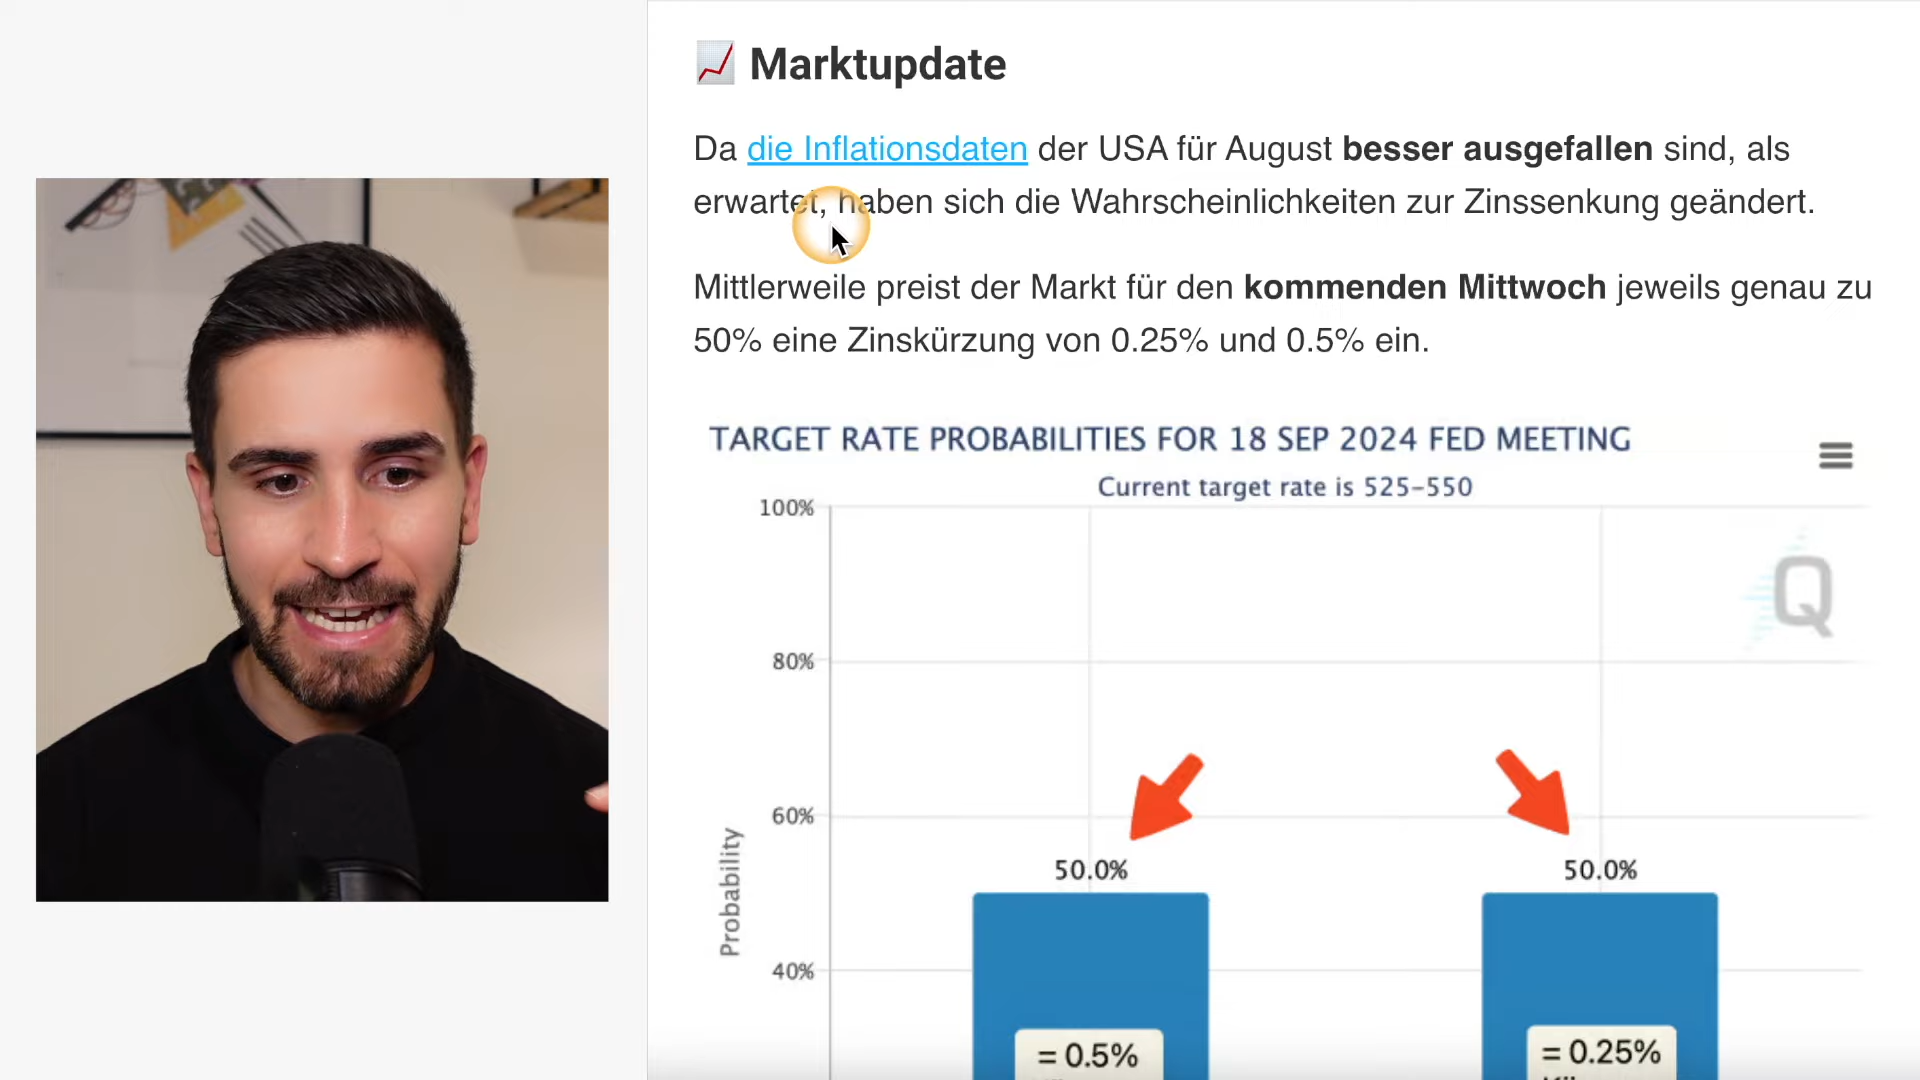 Marktupdate
Da die Inflationsdaten der USA für August besser ausgefallen sind, als
erwartet, haben sich die Wahrscheinlichkeiten zur Zinssenkung geändert.
Mittlerweile preist der Markt für den kommenden Mittwoch jeweils genau zu
50% eine Zinskürzung von 0.25% und 0.5% ein.
TARGET RATE PROBABILITIES FOR 18 SEP 2024 FED MEETING
Current target rate is 525–550
100%
Q
80%
60%
Probability
50.0%
50.0%
40%
= 0.5%
= 0.25%